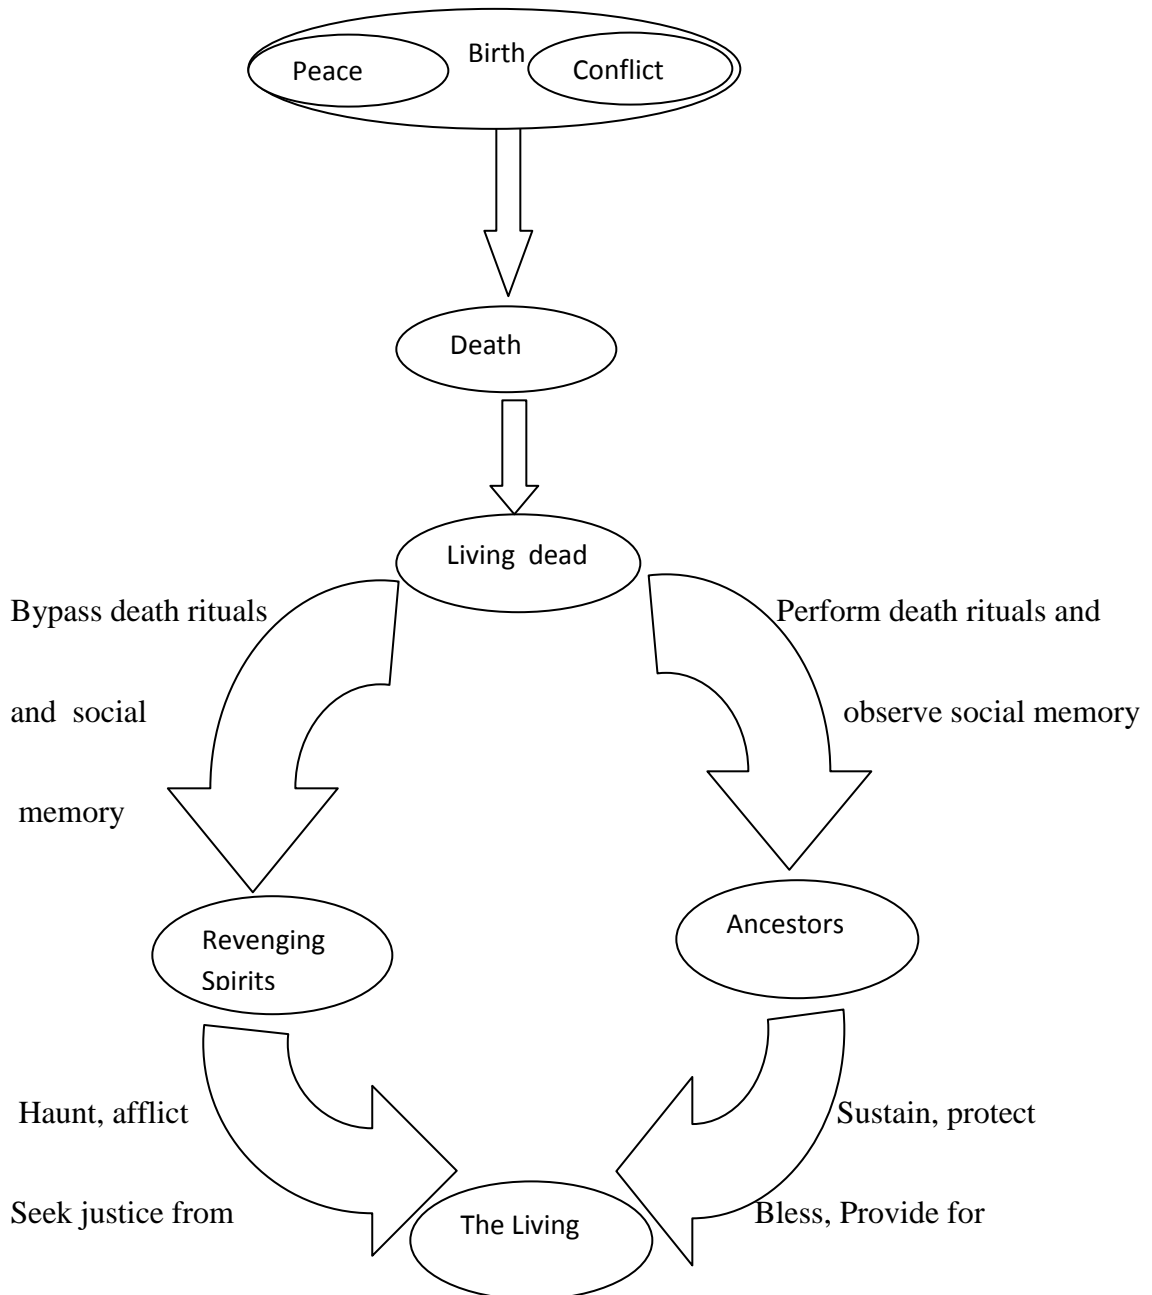 Birth
Peace
Conflict
Death
Living  dead
Bypass death rituals
and  social
memory
Perform death rituals and
observe social memory
Revenging
Spirits
Ancestors
Haunt, afflict
Seek justice from
Sustain, protect
Bless, Provide for
The Living